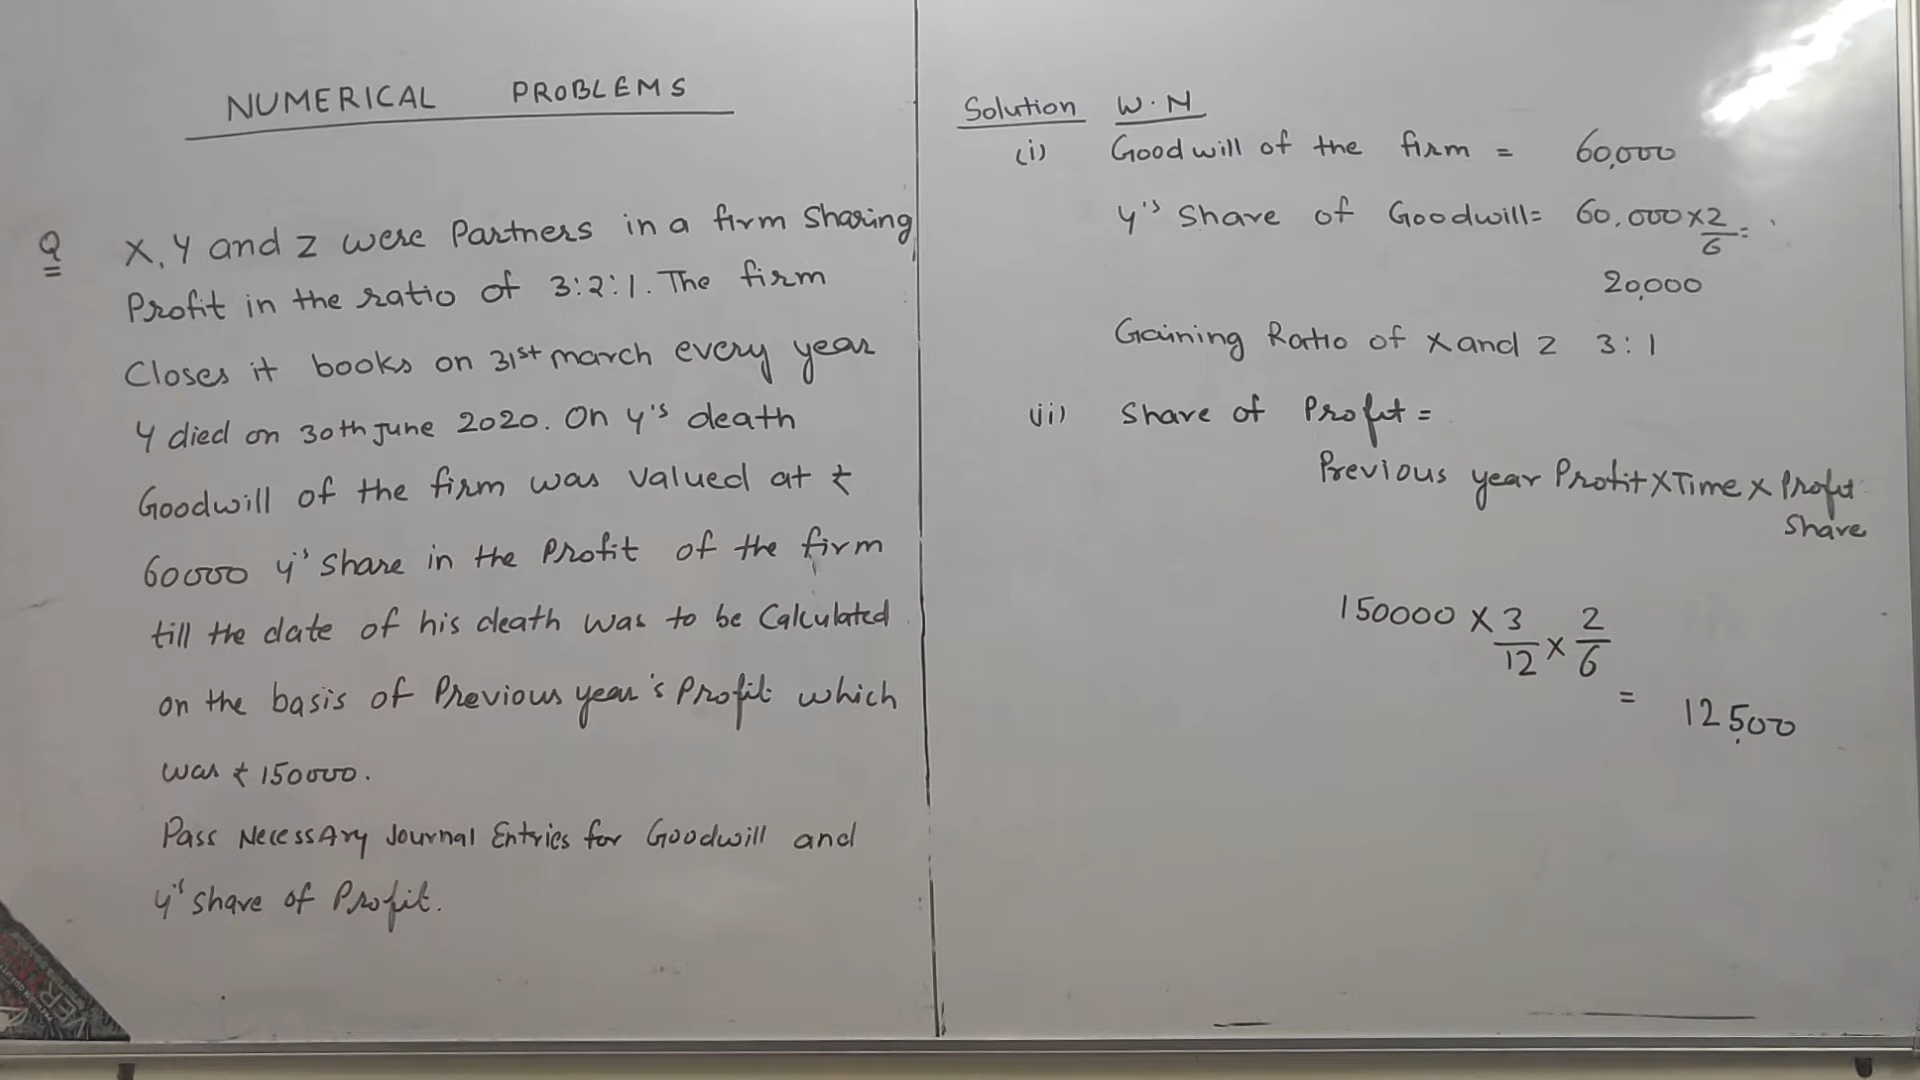 NUMERICAL PROBLEMS
Q X, Y and Z were Partners in a firm Sharing
Profit in the ratio of 3:2:1. The firm
Closes it books on 31st march every year
Y died on 30th June 2020. On Y's death
Goodwill of the firm was valued at ₹
60000 Y's Share in the Profit of the firm
till the date of his death was to be Calculated
on the basis of Previous year's Profit which
was ₹ 150000.
Pass Necessary Journal Entries for Goodwill and
Y's share of Profit.
Solution W.N
(i) Goodwill of the firm = 60,000
Y's Share of Goodwill = 60,000 × 2/6 =
20,000
Gaining Ratio of X and Z 3:1
(ii) Share of Profit =
Previous year Profit × Time × Profit
Share
150000 × 3/12 × 2/6
= 12,500